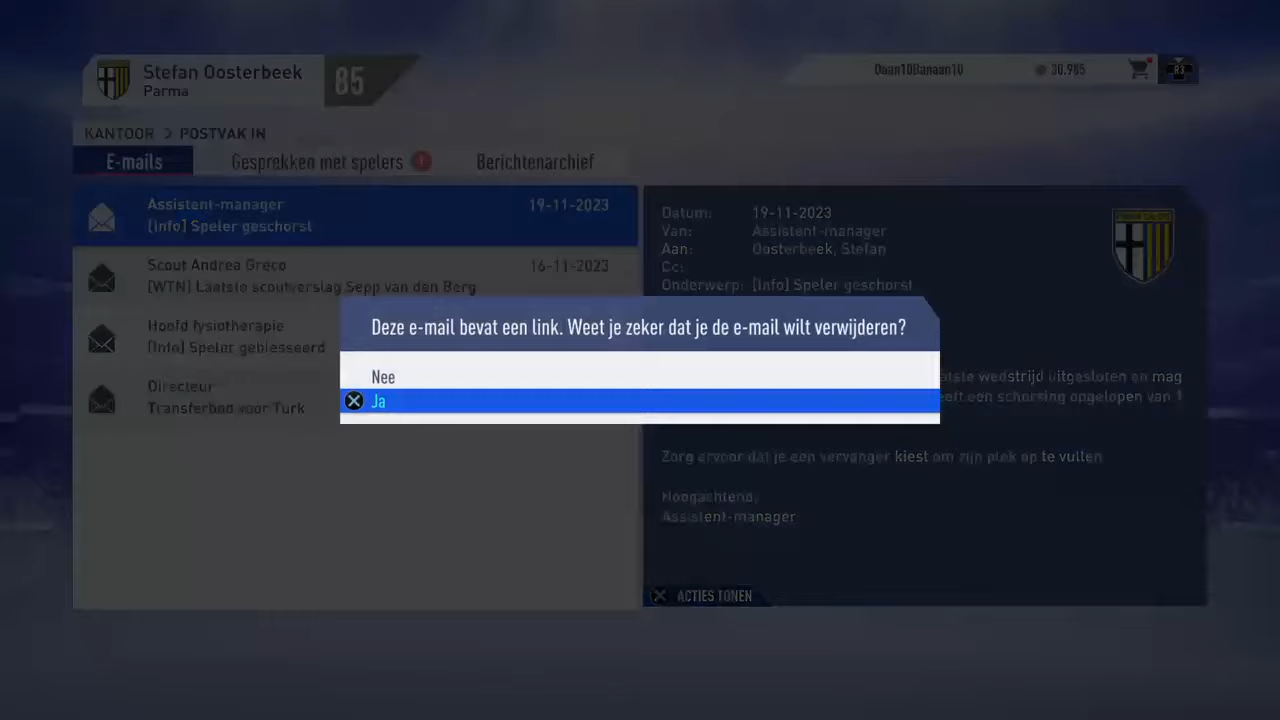 Stefan Oosterbeek
Parma
85
Daan10Danaan10
30.985
R3
KANTOOR > POSTVAK IN
E-mails
Gesprekken met spelers
!
Berichtenarchief
Assistent-manager
19-11-2023
[Info] Speler geschorst
Scout Andrea Greco
16-11-2023
[WTN] Laatste scoutverslag Sepp van den Berg
Hoofd fysiotherapie
[Info] Speler geblesseerd
Directeur
Transferbod voor Turk
Datum: 19-11-2023
Van: Assistent-manager
Aan: Oosterbeek, Stefan
Cc:
Onderwerp: [Info] Speler geschorst
Deze e-mail bevat een link. Weet je zeker dat je de e-mail wilt verwijderen?
Nee
Ja
wedstrijd uitgesloten en mag
een schorsing opgelopen van 1
Zorg ervoor dat je een vervanger kiest om zijn plek op te vullen
Hoogachtend,
Assistent-manager
ACTIES TONEN